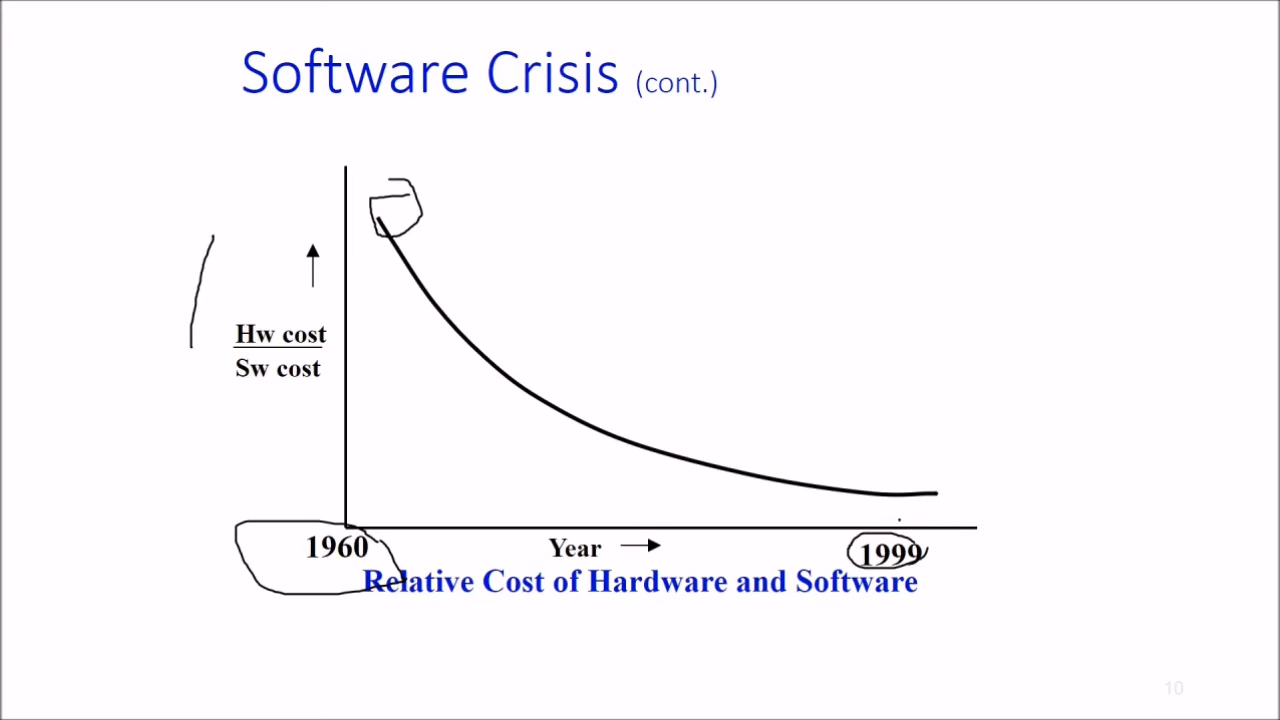 Software Crisis (cont.)
Hw cost
Sw cost
1960
Year
1999
Relative Cost of Hardware and Software
10